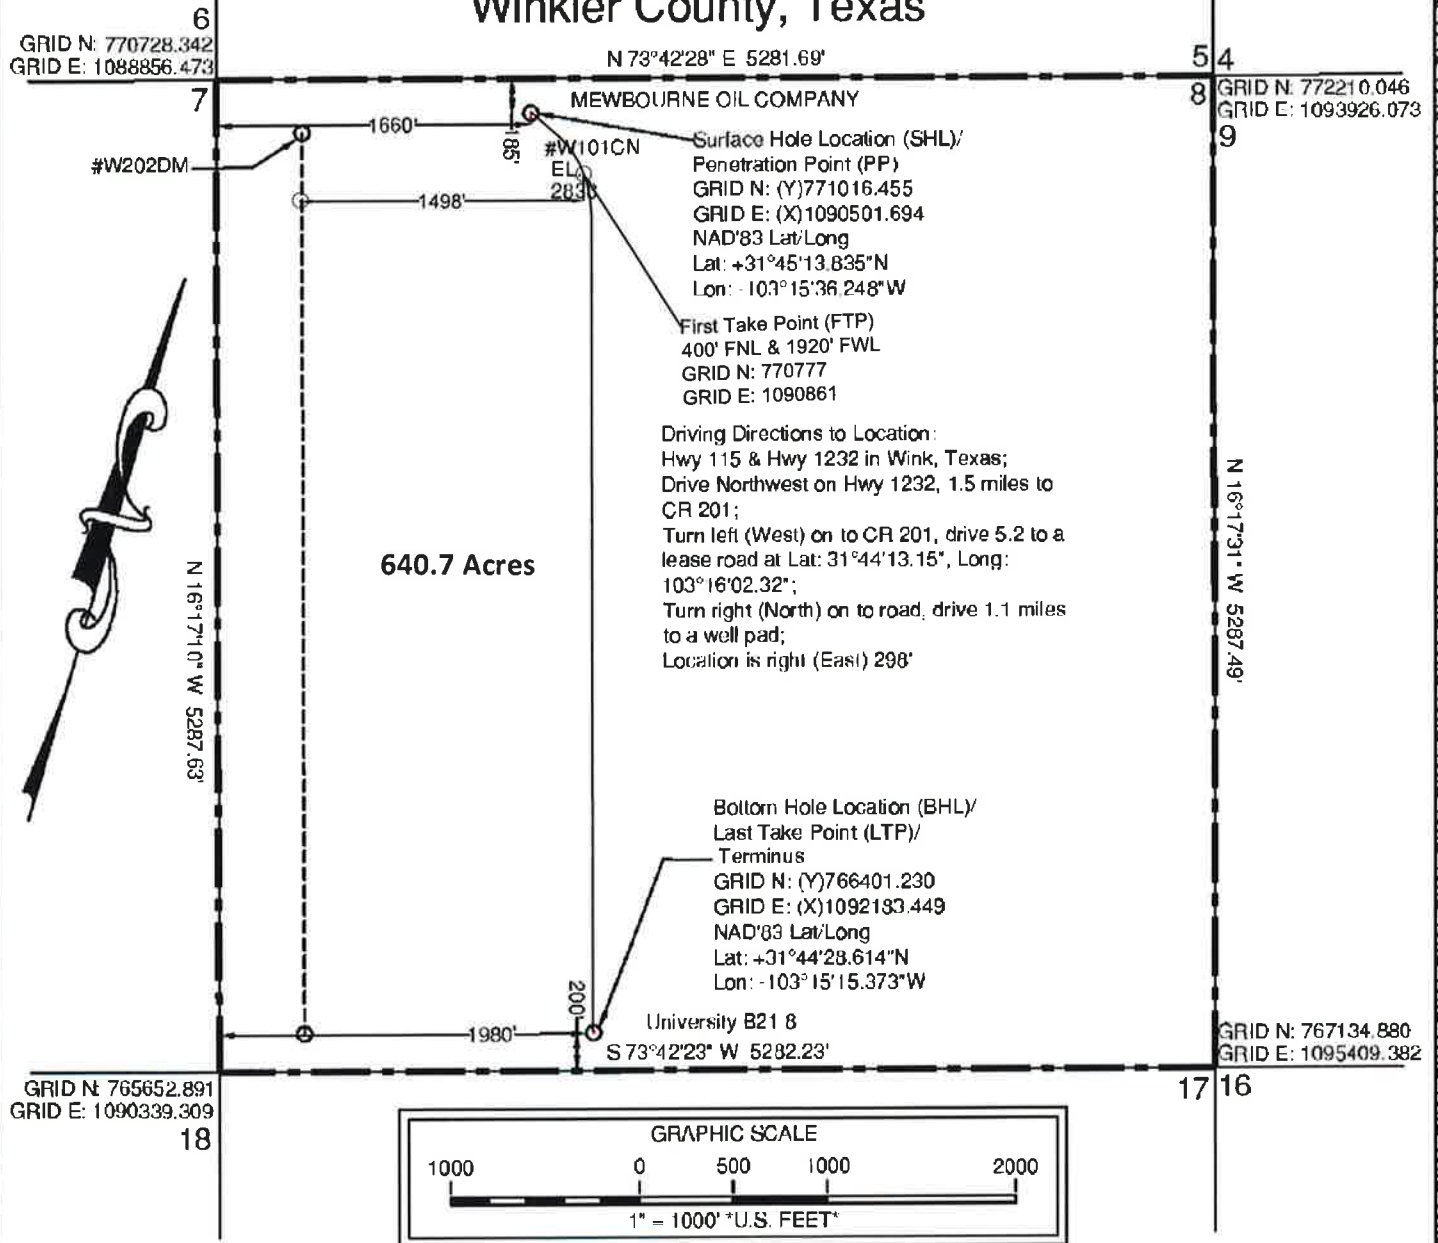 Winkler County, Texas
6
GRID N: 770728.342
GRID E: 1088856.473
N 73°42'28" E 5281.69'
5
4
7
8
9
GRID N: 772210.046
GRID E: 1093926.073
MEWBOURNE OIL COMPANY
1660'
185'
#W202DM
#W101CN
EL
1498'
Surface Hole Location (SHL)/
Penetration Point (PP)
GRID N: (Y)771016.455
GRID E: (X)1090501.694
NAD'83 Lat/Long
Lat: +31°45'13.835"N
Lon: -103°15'36.248"W
First Take Point (FTP)
400' FNL & 1920' FWL
GRID N: 770777
GRID E: 1090861
Driving Directions to Location:
Hwy 115 & Hwy 1232 in Wink, Texas;
Drive Northwest on Hwy 1232, 1.5 miles to
CR 201;
Turn left (West) on to CR 201, drive 5.2 to a
lease road at Lat: 31°44'13.15", Long:
103°16'02.32";
Turn right (North) on to road, drive 1.1 miles
to a well pad;
Location is right (East) 298'
640.7 Acres
N 16°17'10" W 5287.63'
N 16°17'31" W 5287.49'
Bottom Hole Location (BHL)/
Last Take Point (LTP)/
Terminus
GRID N: (Y)766401.230
GRID E: (X)1092183.449
NAD'83 Lat/Long
Lat: +31°44'28.614"N
Lon: -103°15'15.373"W
200'
1980'
University B21 8
S 73°42'23" W 5282.23'
GRID N: 767134.880
GRID E: 1095409.382
GRID N: 765652.891
GRID E: 1090339.309
17
16
18
GRAPHIC SCALE
1000 0 500 1000 2000
1" = 1000' *U.S. FEET*